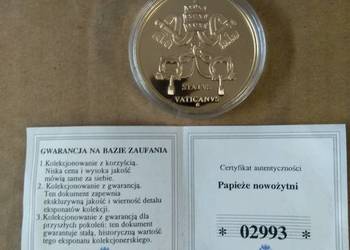 STATVS
VATICANVS
GWARANCJA NA BAZIE ZAUFANIA
1.Kolekcjonowanie z korzyścią.
Niska cena i wysoka jakość
mówią same za siebie.
2. Kolekcjonowanie z gwarancją.
Ten dokument zapewnia
ekskluzywną jakość i wierność detalu
eksponatów kolekcji.
3.Kolekcjonowanie z gwarancją dla
przyszłych pokoleń: ten dokument
gwarantuje stałą, historyczną wartość
tego eksponatu kolekcjonerskiego.
Certyfikat autentyczności
Papieże nowożytni
* 02993 *